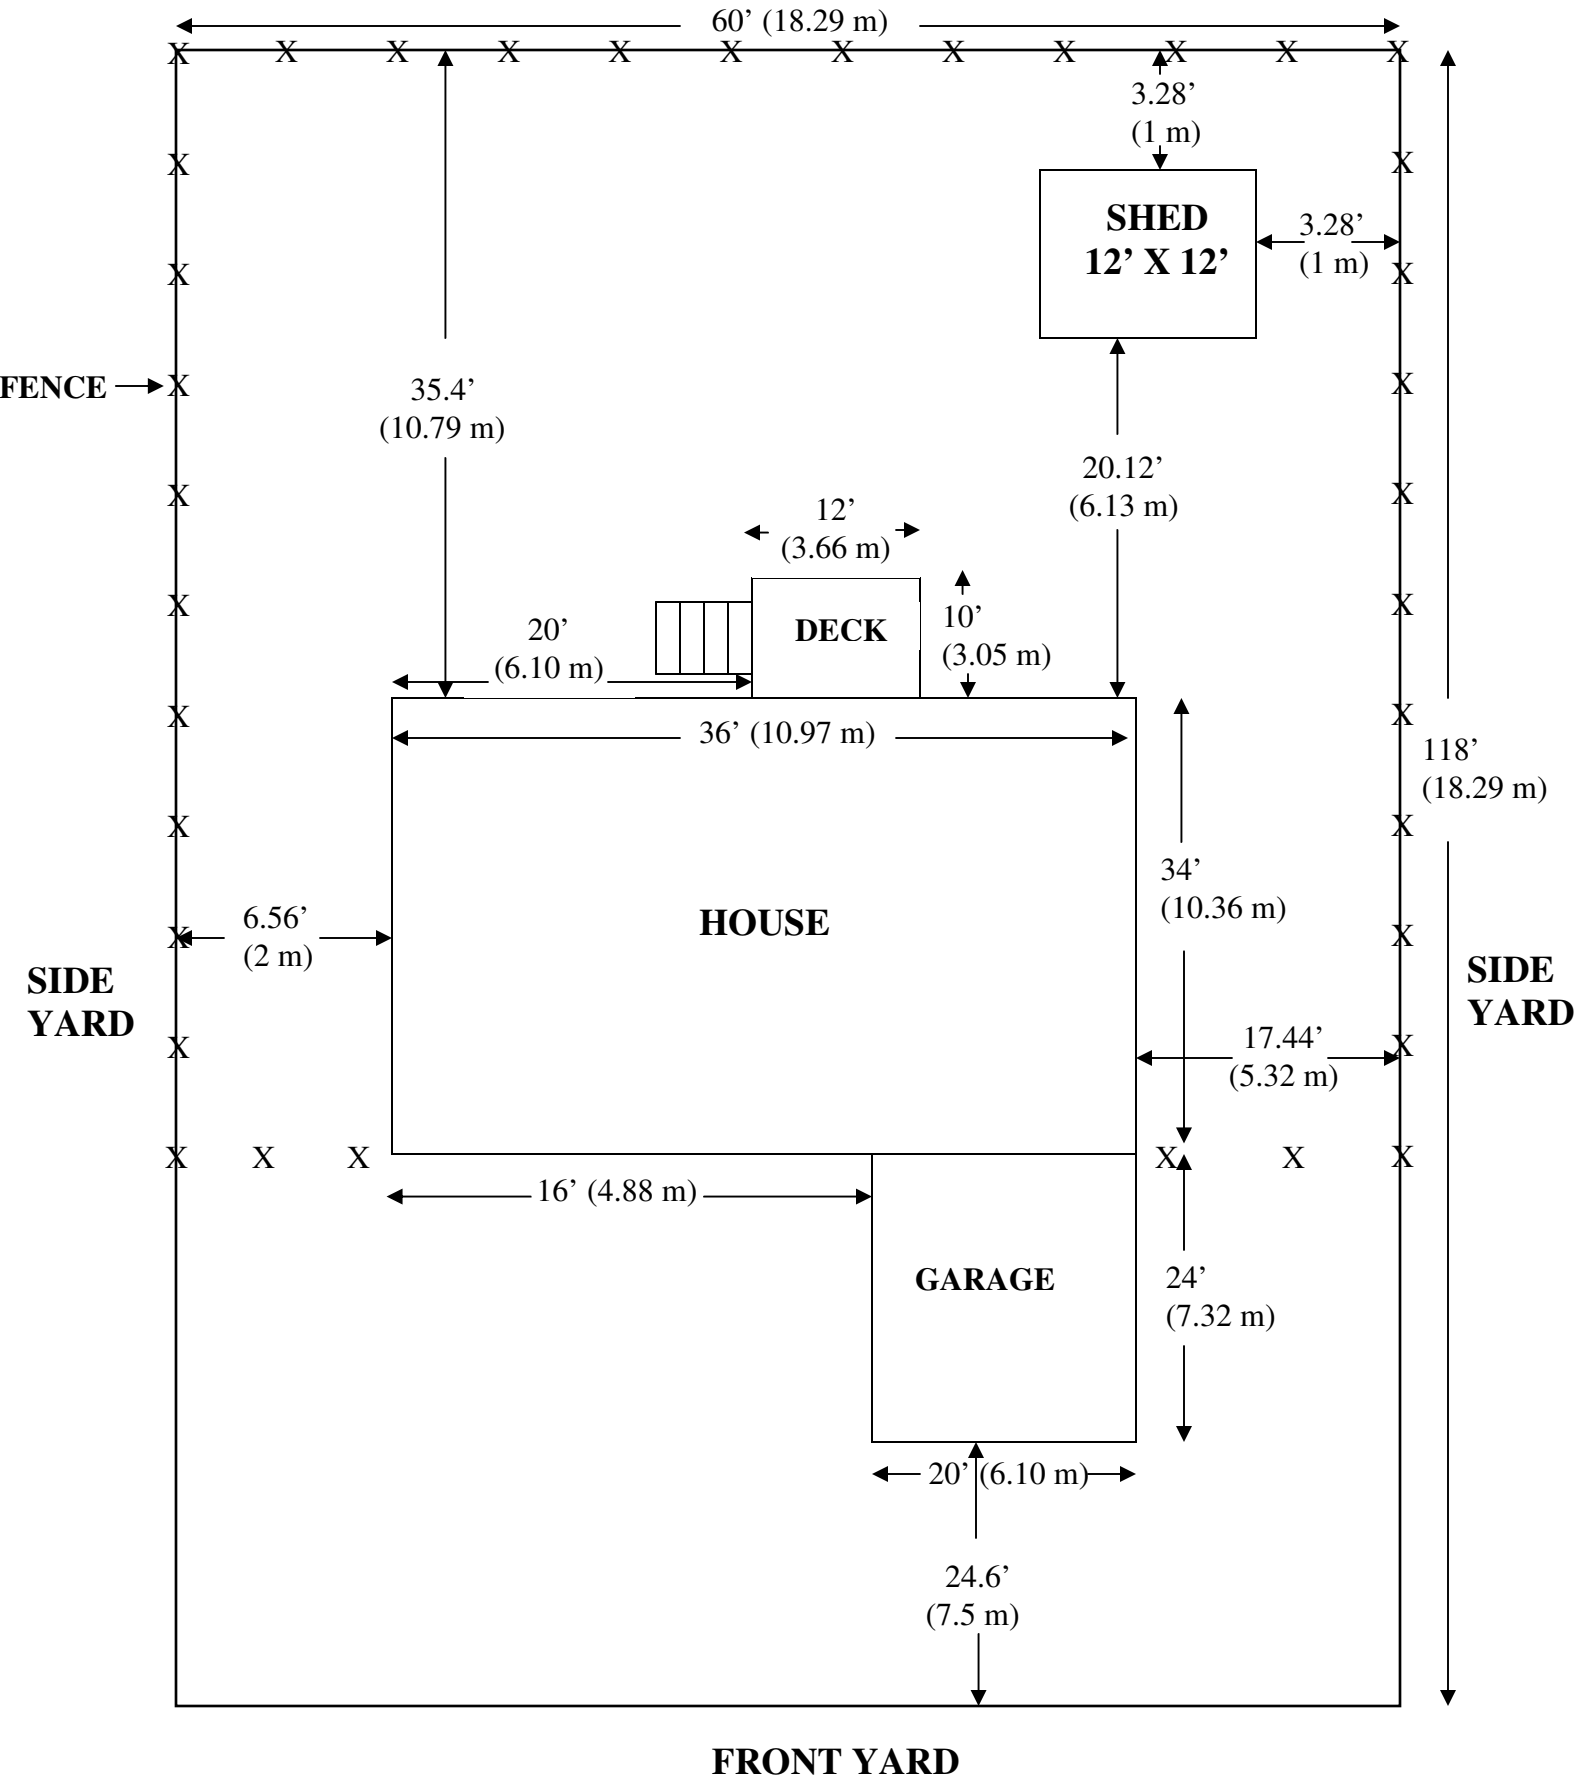 60’ (18.29 m)
X X X X X X X X X X X X
3.28’
(1 m)
X X
SHED
12’ X 12’
3.28’
(1 m)
X X
FENCE
X X
35.4’
(10.79 m)
20.12’
(6.13 m)
X X
12’
(3.66 m)
X X
20’
(6.10 m)
DECK
10’
(3.05 m)
X X
36’ (10.97 m)
118’
(18.29 m)
X X
34’
(10.36 m)
HOUSE
6.56’
(2 m)
X X
SIDE
YARD
SIDE
YARD
17.44’
(5.32 m)
X X
X X X X X X
16’ (4.88 m)
GARAGE
24’
(7.32 m)
20’ (6.10 m)
24.6’
(7.5 m)
FRONT YARD